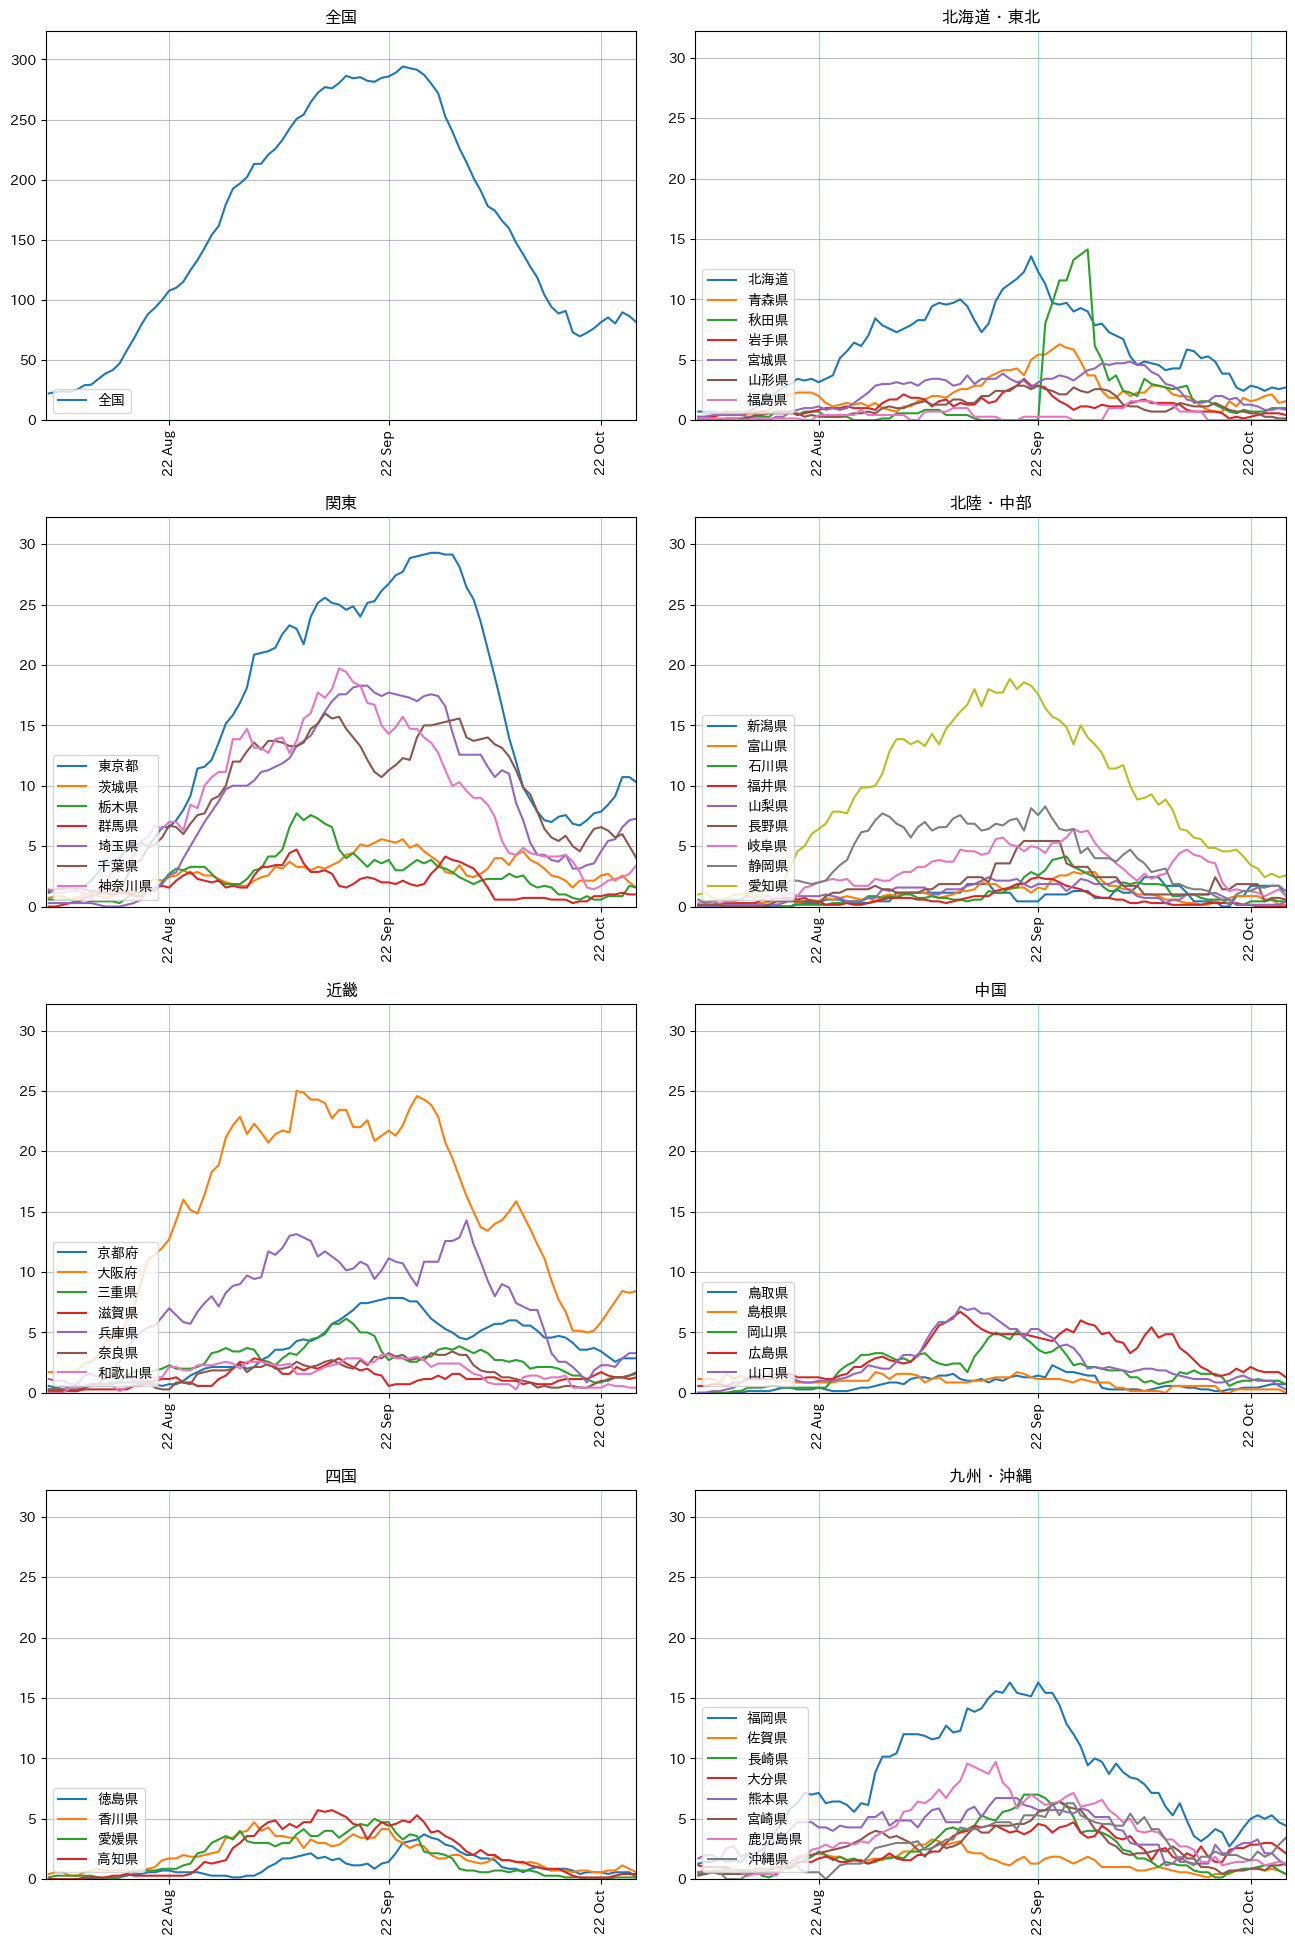 全国
300
250
200
150
100
50
0
全国
22 Aug
22 Sep
22 Oct
北海道・東北
30
25
20
15
10
5
0
北海道
青森県
秋田県
岩手県
宮城県
山形県
福島県
22 Aug
22 Sep
22 Oct
関東
30
25
20
15
10
5
0
東京都
茨城県
栃木県
群馬県
埼玉県
千葉県
神奈川県
22 Aug
22 Sep
22 Oct
北陸・中部
30
25
20
15
10
5
0
新潟県
富山県
石川県
福井県
山梨県
長野県
岐阜県
静岡県
愛知県
22 Aug
22 Sep
22 Oct
近畿
30
25
20
15
10
5
0
京都府
大阪府
三重県
滋賀県
兵庫県
奈良県
和歌山県
22 Aug
22 Sep
22 Oct
中国
30
25
20
15
10
5
0
鳥取県
島根県
岡山県
広島県
山口県
22 Aug
22 Sep
22 Oct
四国
30
25
20
15
10
5
0
徳島県
香川県
愛媛県
高知県
22 Aug
22 Sep
22 Oct
九州・沖縄
30
25
20
15
10
5
0
福岡県
佐賀県
長崎県
大分県
熊本県
宮崎県
鹿児島県
沖縄県
22 Aug
22 Sep
22 Oct